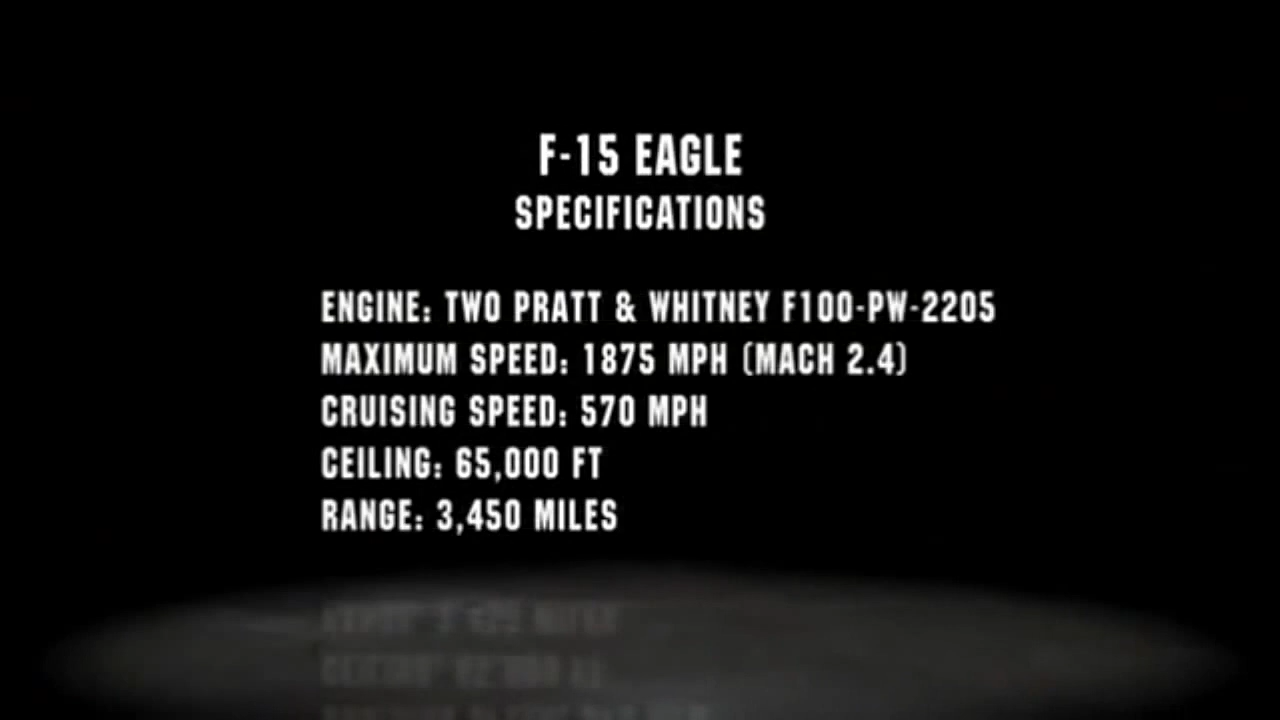 F-15 EAGLE
SPECIFICATIONS
ENGINE: TWO PRATT & WHITNEY F100-PW-2205
MAXIMUM SPEED: 1875 MPH (MACH 2.4)
CRUISING SPEED: 570 MPH
CEILING: 65,000 FT
RANGE: 3,450 MILES